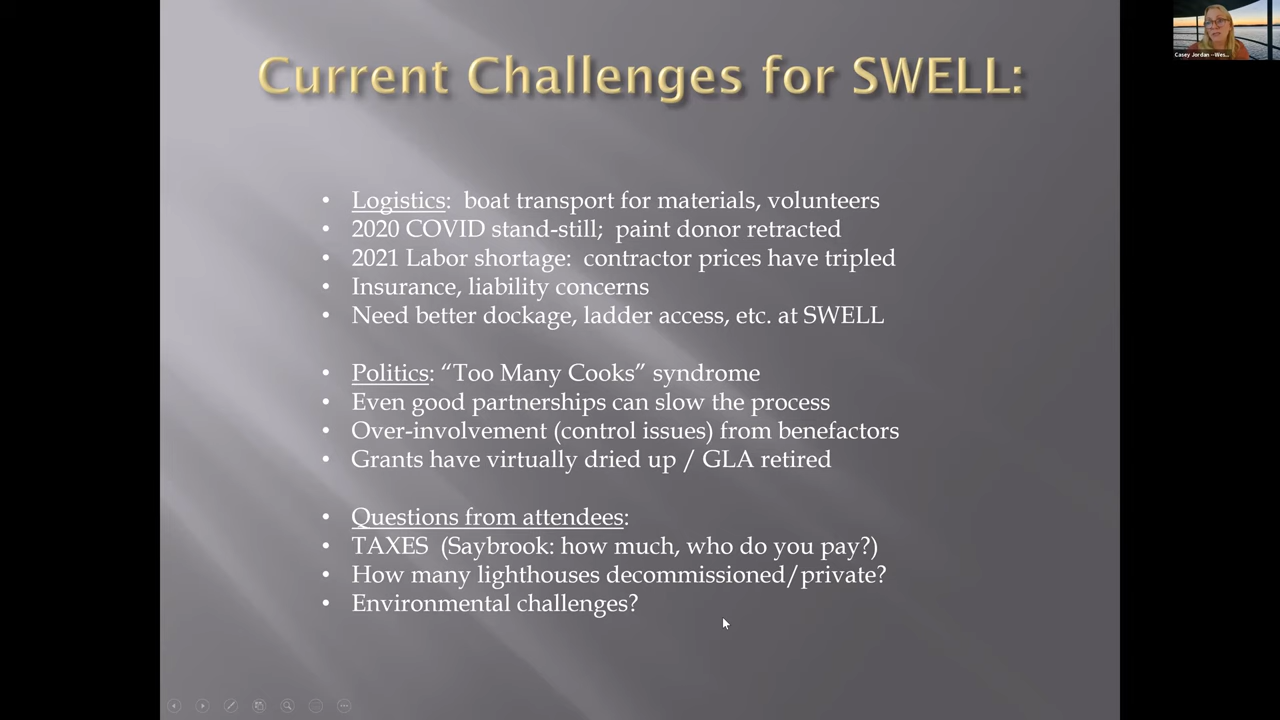 Current Challenges for SWELL:
Casey Jordan --Wes...
• Logistics: boat transport for materials, volunteers
• 2020 COVID stand-still; paint donor retracted
• 2021 Labor shortage: contractor prices have tripled
• Insurance, liability concerns
• Need better dockage, ladder access, etc. at SWELL
• Politics: “Too Many Cooks” syndrome
• Even good partnerships can slow the process
• Over-involvement (control issues) from benefactors
• Grants have virtually dried up / GLA retired
• Questions from attendees:
• TAXES (Saybrook: how much, who do you pay?)
• How many lighthouses decommissioned/private?
• Environmental challenges?